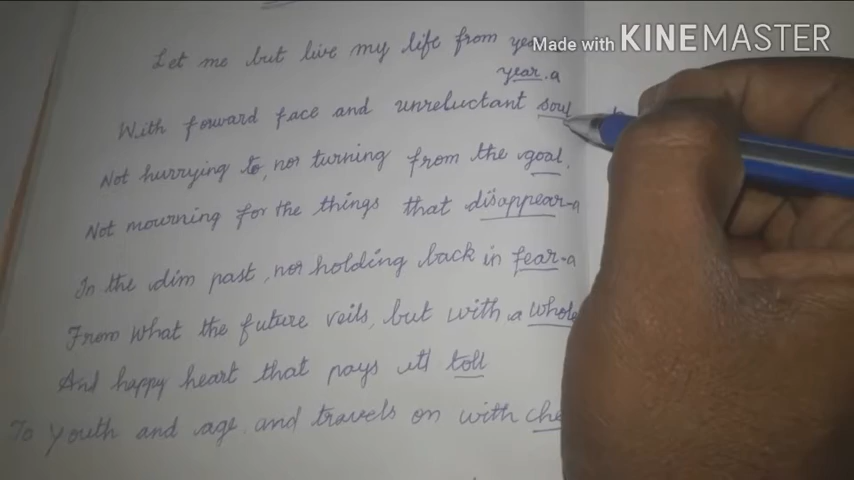 Made with KINEMASTER
Let me but live my life from
year.a
With forward face and unreluctant soul
Not hurrying to, nor turning from the goal.
Not mourning for the things that disappear-a
In the dim past, nor holding back in fear-a
From what the future veils, but with a whole
And happy heart that pays its toll
To youth and age, and travels on with